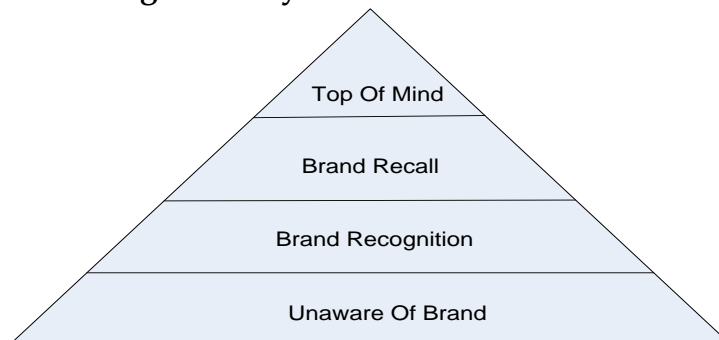 Top Of Mind
Brand Recall
Brand Recognition
Unaware Of Brand